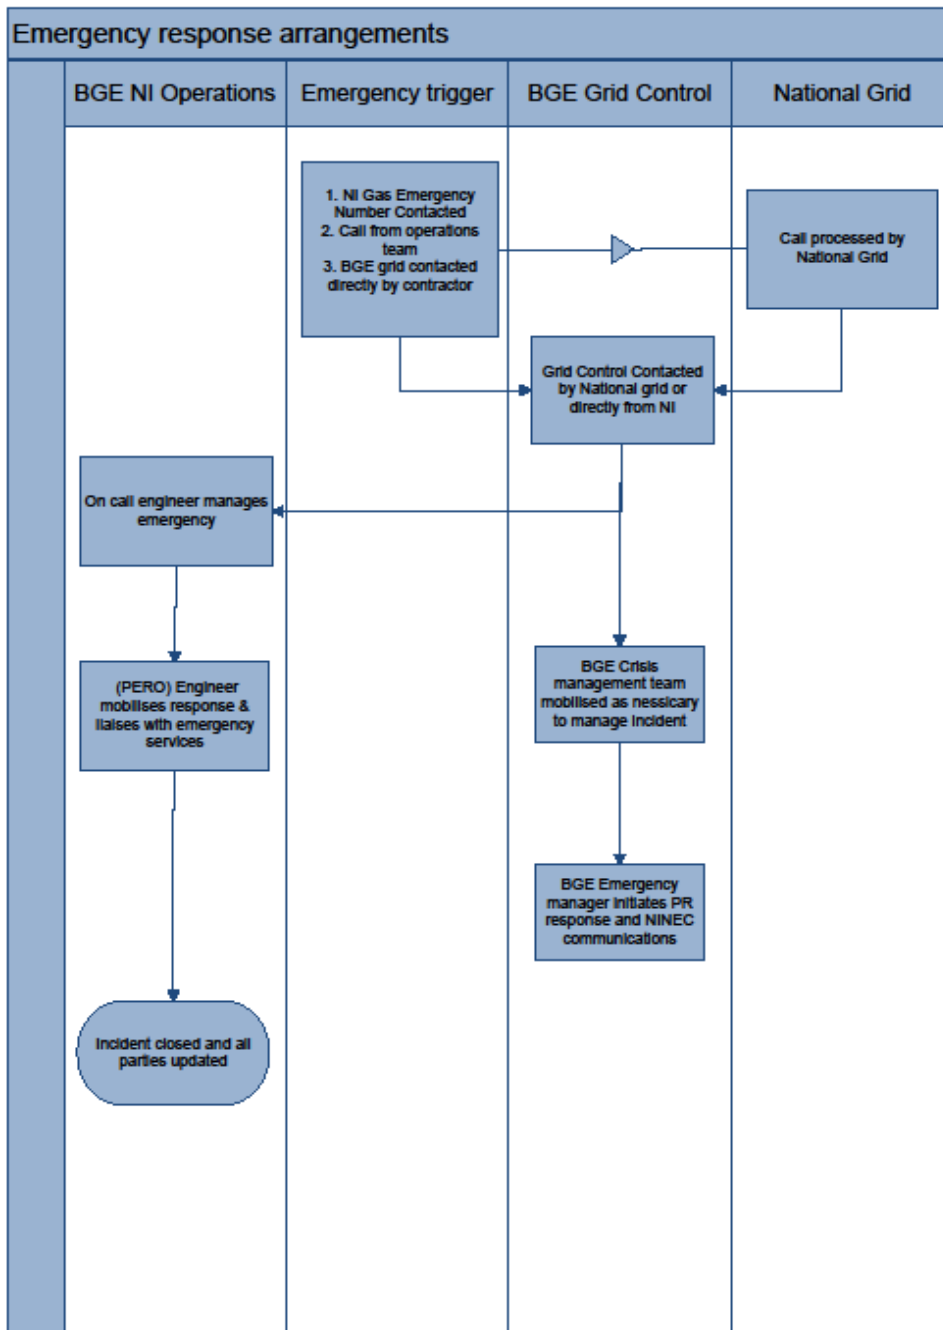 Emergency response arrangements
BGE NI Operations
Emergency trigger
BGE Grid Control
National Grid
1. NI Gas Emergency
Number Contacted
2. Call from operations
team
3. BGE grid contacted
directly by contractor
Call processed by
National Grid
Grid Control Contacted
by National grid or
directly from NI
On call engineer manages
emergency
(PERO) Engineer
mobilises response &
liaises with emergency
services
BGE Crisis
management team
mobilised as nessicary
to manage incident
BGE Emergency
manager initiates PR
response and NINEC
communications
Incident closed and all
parties updated